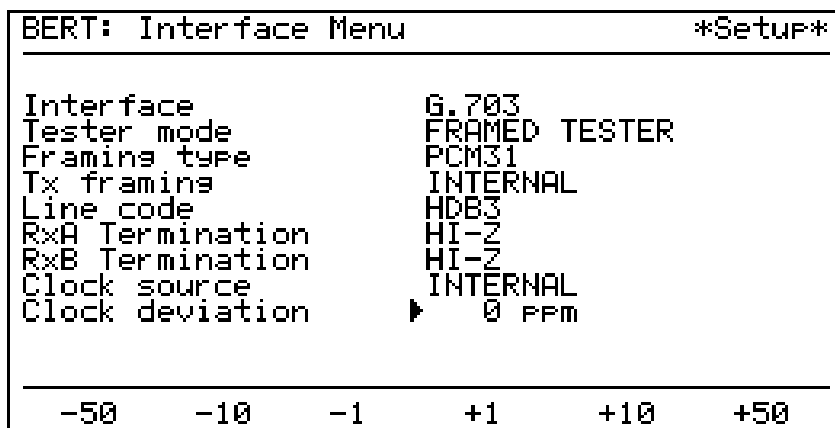 BERT: Interface Menu *Setup*
Interface G.703
Tester mode FRAMED TESTER
Framing type PCM31
Tx framing INTERNAL
Line code HDB3
RxA Termination HI-Z
RxB Termination HI-Z
Clock source INTERNAL
Clock deviation 0 ppm
-50 -10 -1 +1 +10 +50